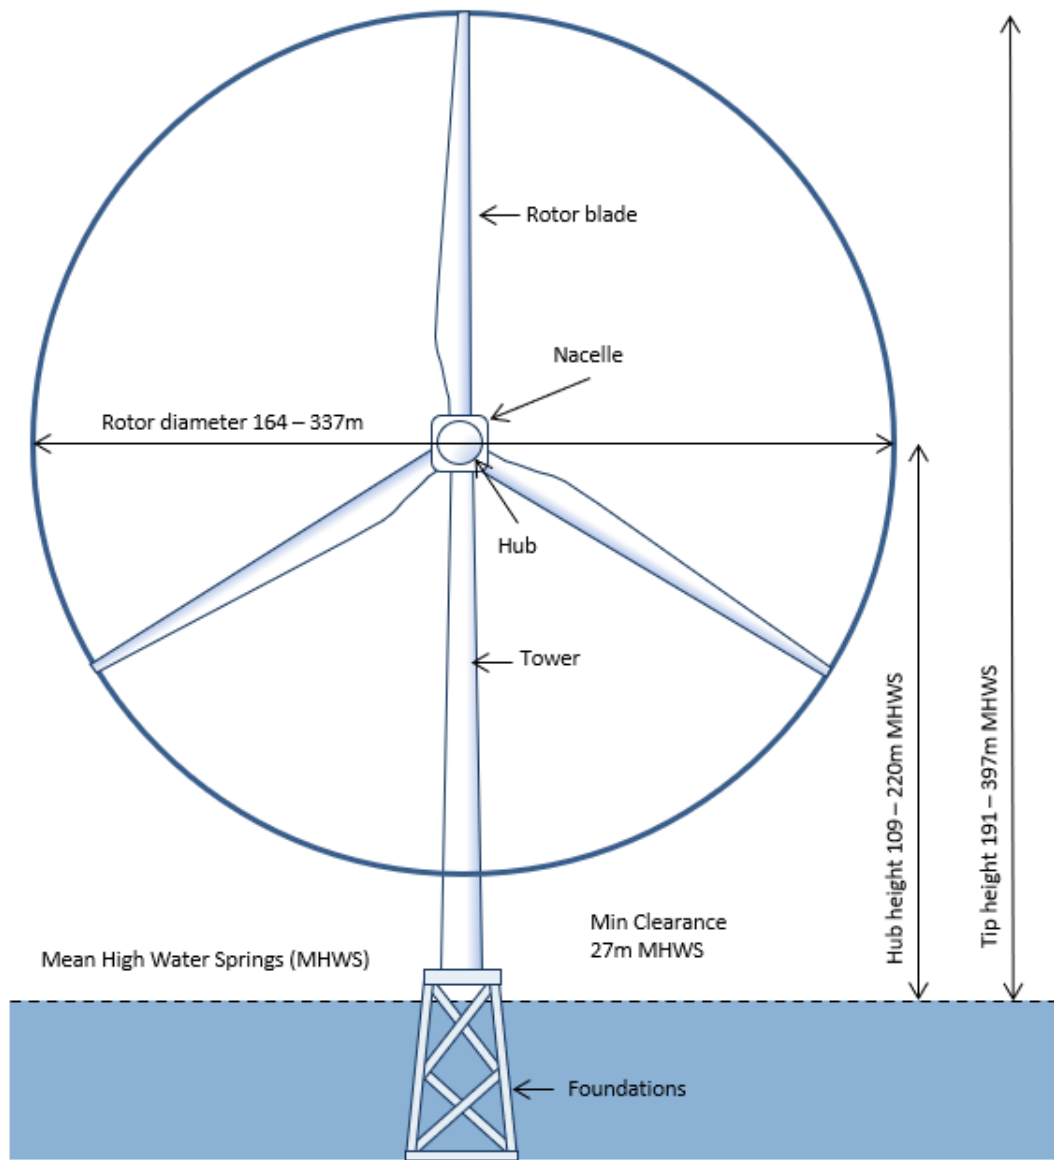 Rotor blade
Nacelle
Rotor diameter 164 – 337m
Hub
Tower
Hub height 109 – 220m MHWS
Tip height 191 – 397m MHWS
Min Clearance
27m MHWS
Mean High Water Springs (MHWS)
Foundations